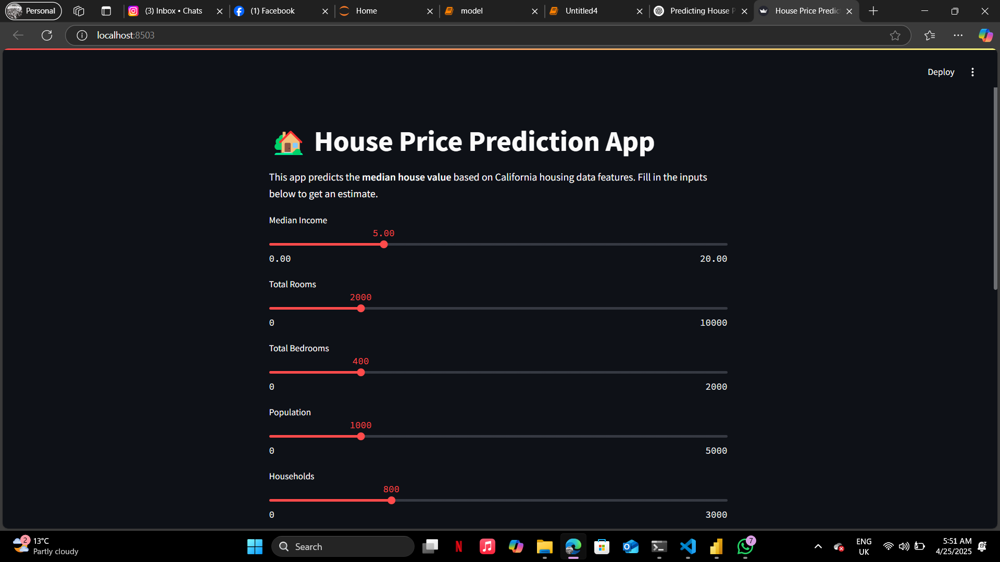 Personal
(3) Inbox • Chats
(1) Facebook
Home
model
Untitled4
Predicting House P
House Price Predic
localhost:8503
Deploy
House Price Prediction App
This app predicts the median house value based on California housing data features. Fill in the inputs
below to get an estimate.
Median Income
5.00
0.00 20.00
Total Rooms
2000
0 10000
Total Bedrooms
400
0 2000
Population
1000
0 5000
Households
800
0 3000
2
13°C
Partly cloudy
Search
N
7
ENG
UK
5:51 AM
4/25/2025